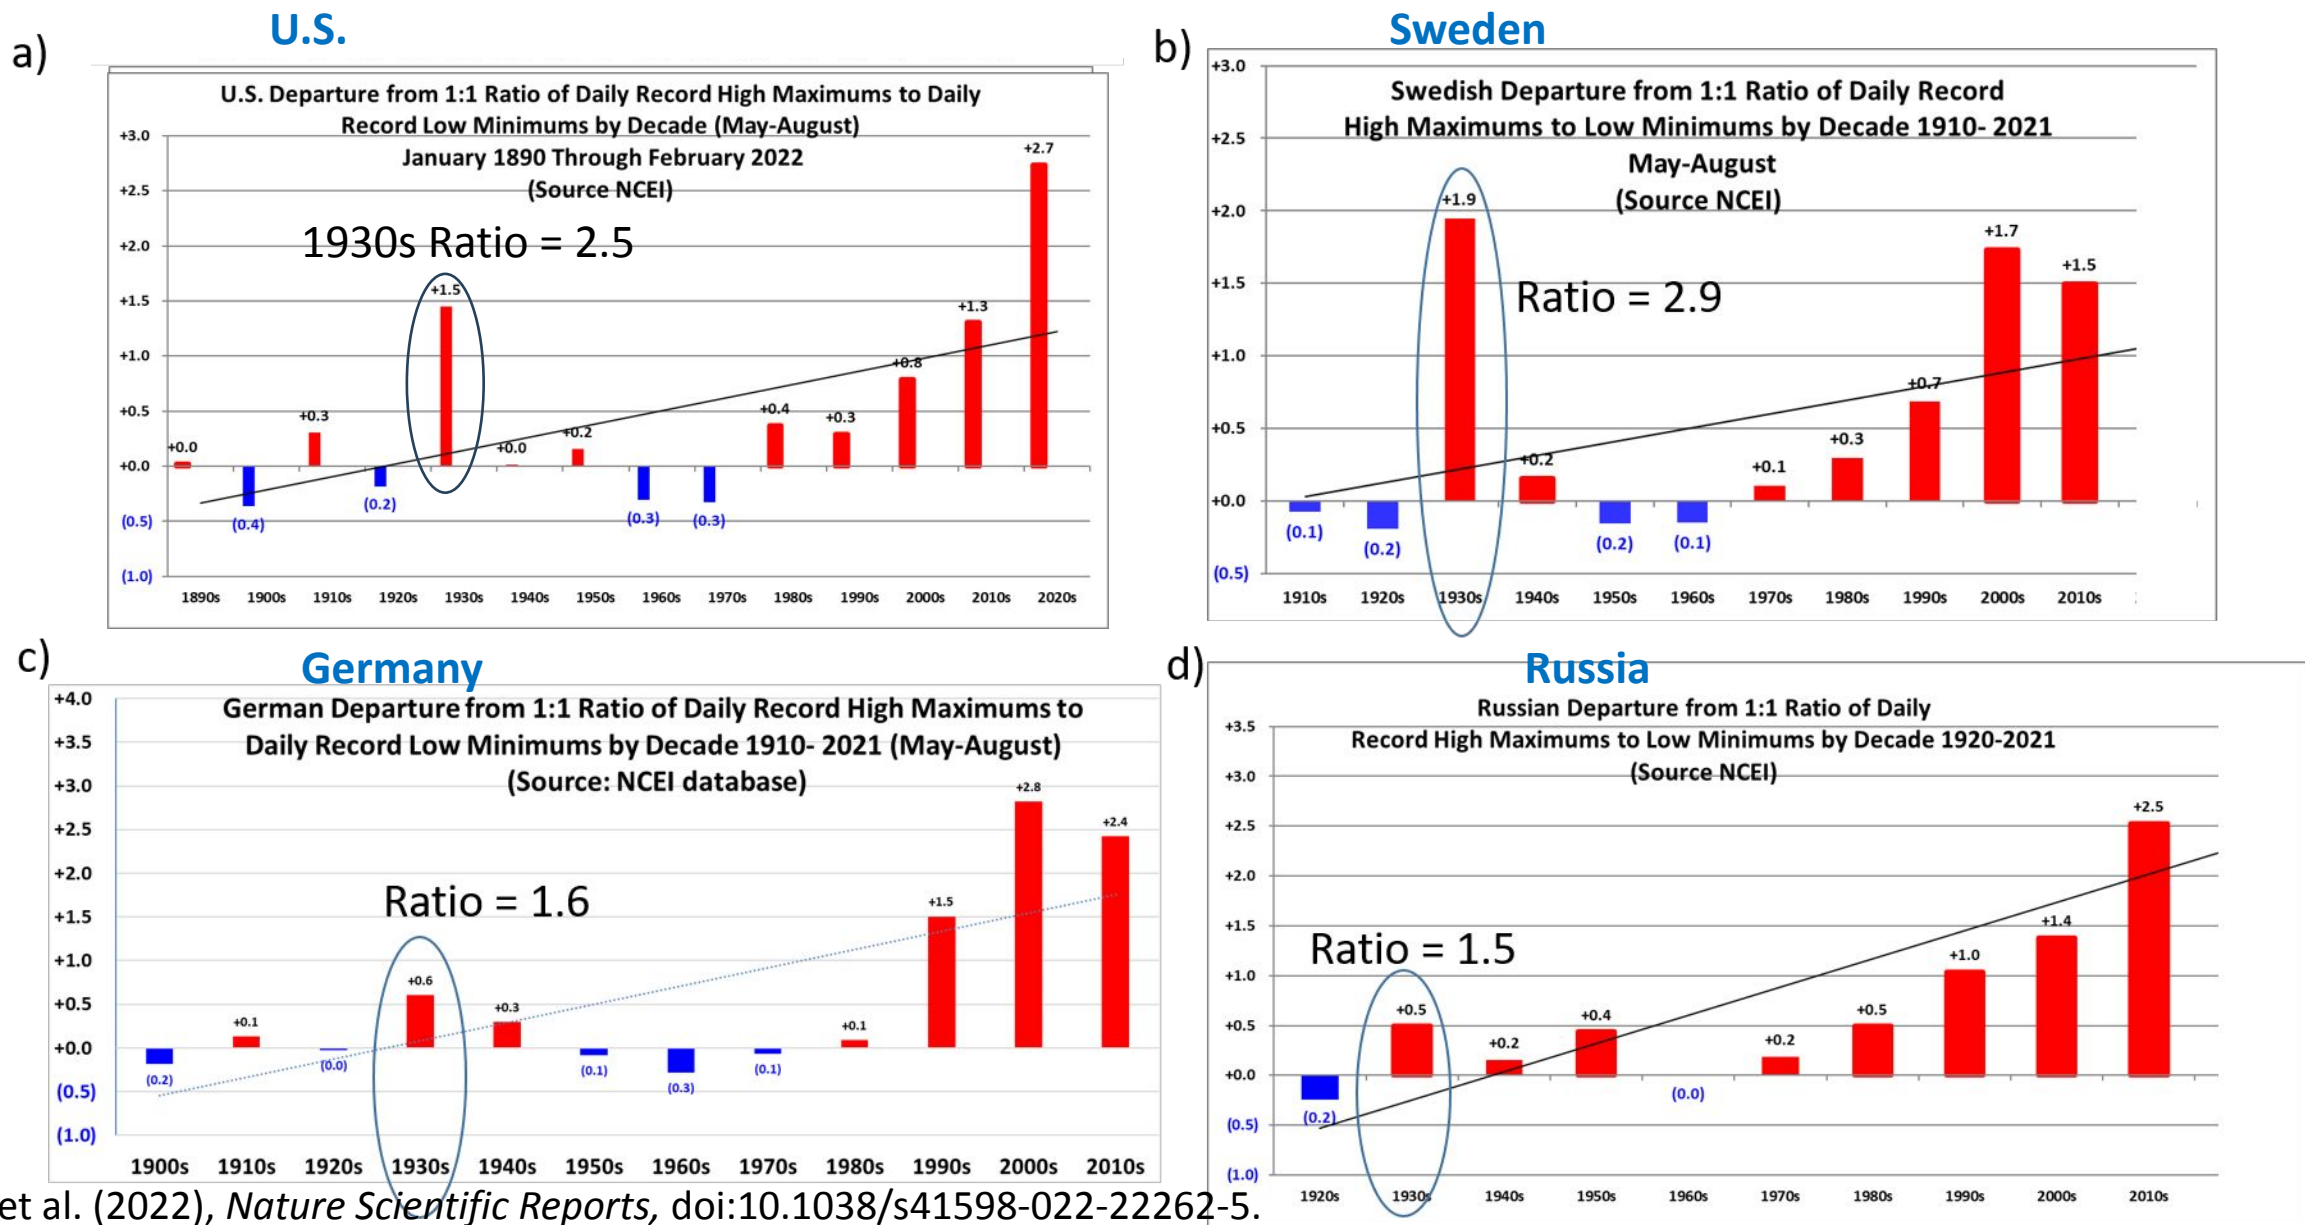 a)
U.S.
U.S. Departure from 1:1 Ratio of Daily Record High Maximums to Daily
Record Low Minimums by Decade (May-August)
January 1890 Through February 2022
(Source NCEI)
1930s Ratio = 2.5
+3.0
+2.5
+2.0
+1.5
+1.0
+0.5
+0.0
(0.5)
(1.0)
+0.0
(0.4)
+0.3
(0.2)
+1.5
+0.0
+0.2
(0.3)
(0.3)
+0.4
+0.3
+0.8
+1.3
+2.7
1890s 1900s 1910s 1920s 1930s 1940s 1950s 1960s 1970s 1980s 1990s 2000s 2010s 2020s
b)
Sweden
Swedish Departure from 1:1 Ratio of Daily Record
High Maximums to Low Minimums by Decade 1910- 2021
May-August
(Source NCEI)
Ratio = 2.9
+3.0
+2.5
+2.0
+1.5
+1.0
+0.5
+0.0
(0.5)
(0.1)
(0.2)
+1.9
+0.2
(0.2)
(0.1)
+0.1
+0.3
+0.7
+1.7
+1.5
1910s 1920s 1930s 1940s 1950s 1960s 1970s 1980s 1990s 2000s 2010s
c)
Germany
German Departure from 1:1 Ratio of Daily Record High Maximums to
Daily Record Low Minimums by Decade 1910- 2021 (May-August)
(Source: NCEI database)
Ratio = 1.6
+4.0
+3.5
+3.0
+2.5
+2.0
+1.5
+1.0
+0.5
+0.0
(0.5)
(1.0)
(0.2)
+0.1
(0.0)
+0.6
+0.3
(0.1)
(0.3)
(0.1)
+0.1
+1.5
+2.8
+2.4
1900s 1910s 1920s 1930s 1940s 1950s 1960s 1970s 1980s 1990s 2000s 2010s
d)
Russia
Russian Departure from 1:1 Ratio of Daily
Record High Maximums to Low Minimums by Decade 1920-2021
(Source NCEI)
Ratio = 1.5
+3.5
+3.0
+2.5
+2.0
+1.5
+1.0
+0.5
+0.0
(0.5)
(1.0)
(0.2)
+0.5
+0.2
+0.4
(0.0)
+0.2
+0.5
+1.0
+1.4
+2.5
1920s 1930s 1940s 1950s 1960s 1970s 1980s 1990s 2000s 2010s
et al. (2022), Nature Scientific Reports, doi:10.1038/s41598-022-22262-5.